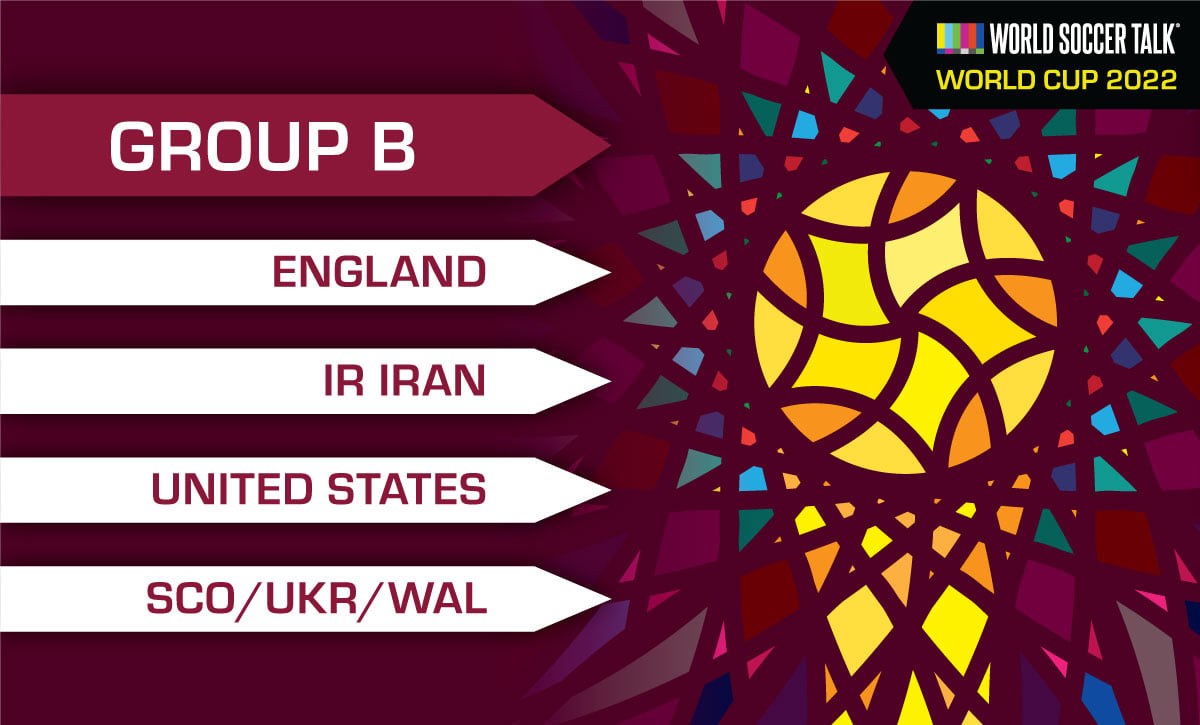 WORLD SOCCER TALK®
WORLD CUP 2022
GROUP B
ENGLAND
IR IRAN
UNITED STATES
SCO/UKR/WAL